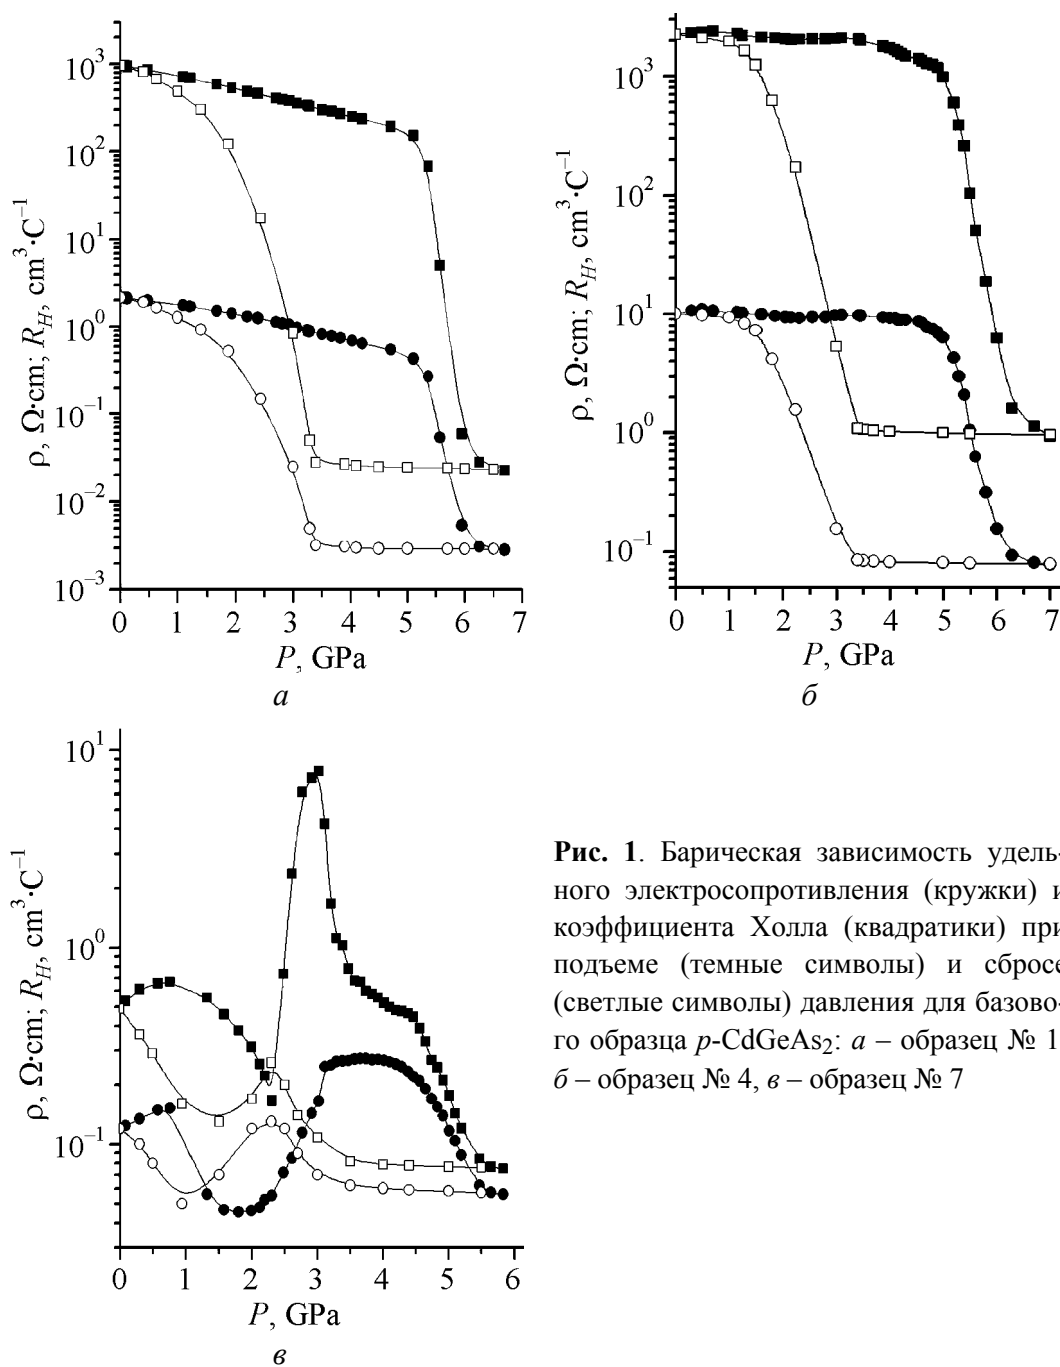 ρ, Ω·cm; R_H, cm³·C⁻¹
10³
10²
10¹
10⁰
10⁻¹
10⁻²
10⁻³
0 1 2 3 4 5 6 7
P, GPa
а
ρ, Ω·cm; R_H, cm³·C⁻¹
10³
10²
10¹
10⁰
10⁻¹
0 1 2 3 4 5 6 7
P, GPa
б
ρ, Ω·cm; R_H, cm³·C⁻¹
10¹
10⁰
10⁻¹
0 1 2 3 4 5 6
P, GPa
в
Рис. 1. Барическая зависимость удель-
ного электросопротивления (кружки) и
коэффициента Холла (квадратики) при
подъеме (темные символы) и сбросе
(светлые символы) давления для базово-
го образца p-CdGeAs₂: а – образец № 1
б – образец № 4, в – образец № 7